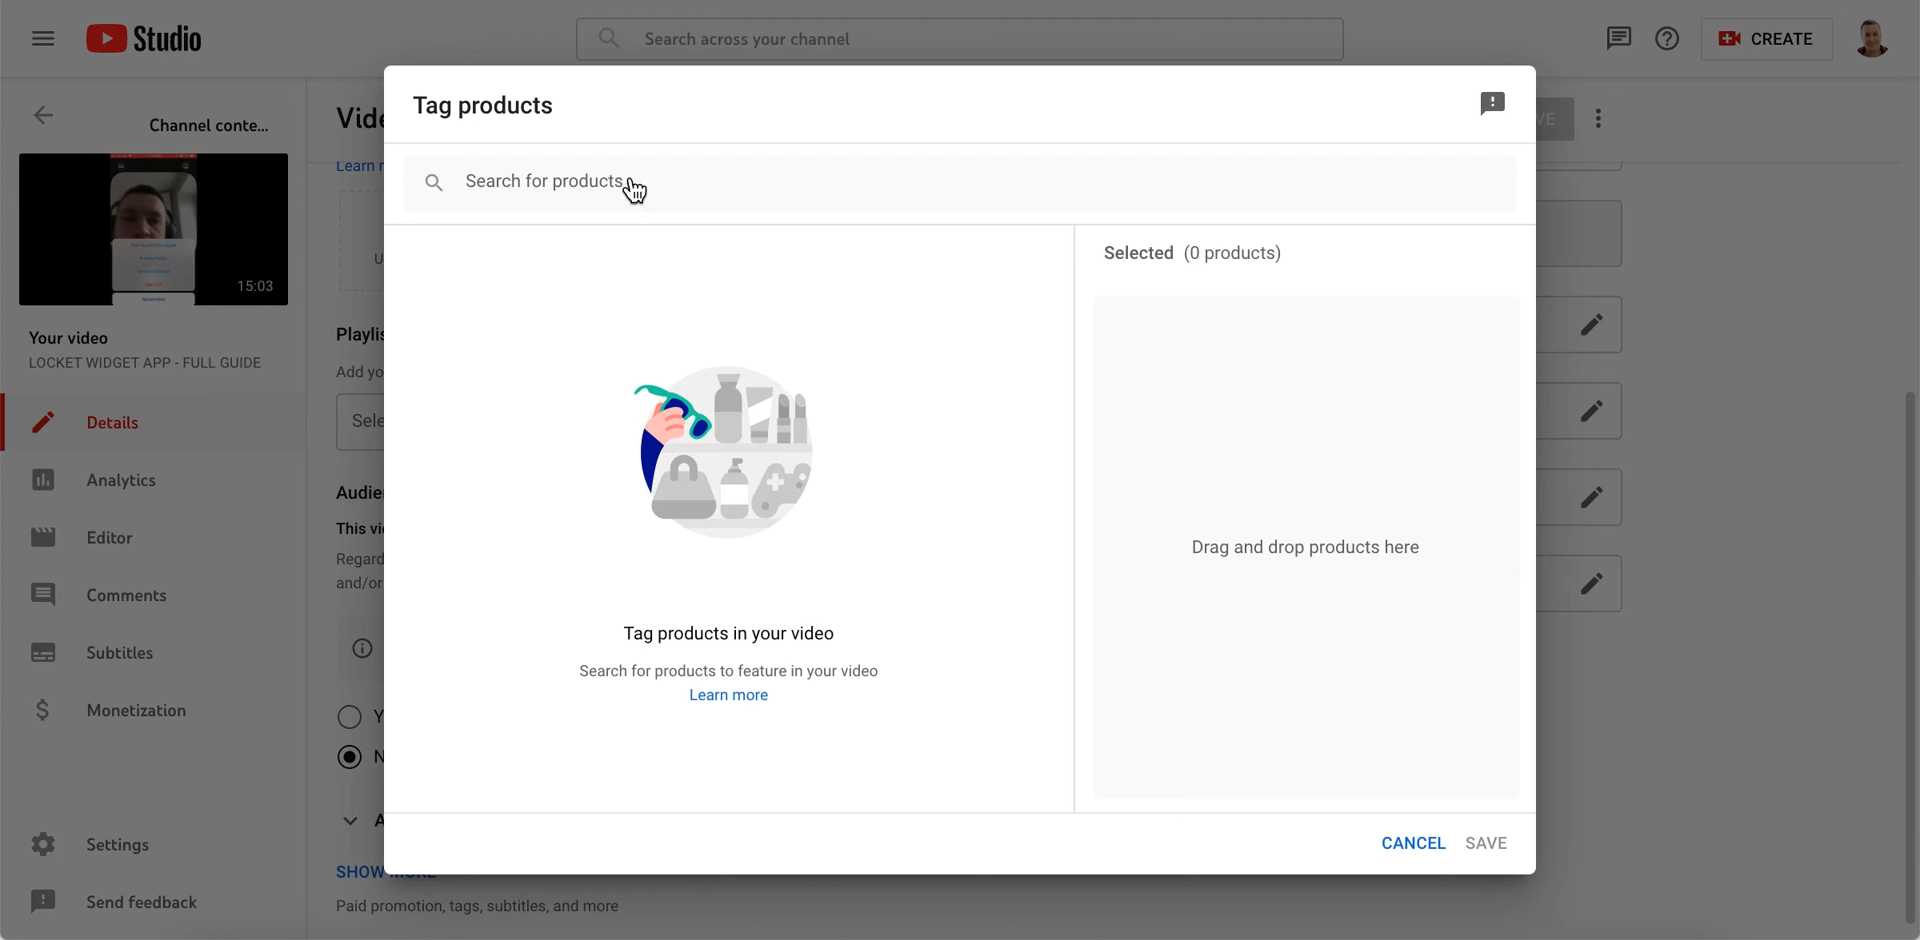 Studio
Search across your channel
CREATE
Tag products
Channel conte...
Vide
VE
Learn r
Search for products
15:03
U
Selected (0 products)
Your video
LOCKET WIDGET APP - FULL GUIDE
Playlis
Add yo
Sele
Details
Analytics
Audie
This vi
Regard
and/or
Editor
Drag and drop products here
Comments
Tag products in your video
Subtitles
Search for products to feature in your video
Learn more
Monetization
Y
N
A
Settings
CANCEL SAVE
SHOW MORE
Send feedback
Paid promotion, tags, subtitles, and more